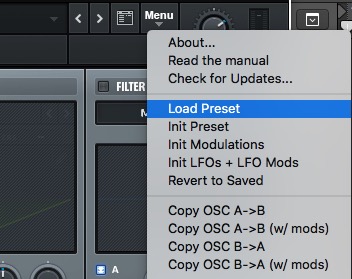 Menu
About...
Read the manual
Check for Updates...
FILTER
Load Preset
Init Preset
Init Modulations
Init LFOs + LFO Mods
Revert to Saved
Copy OSC A->B
Copy OSC A->B (w/ mods)
Copy OSC B->A
A
Copy OSC B->A (w/ mods)